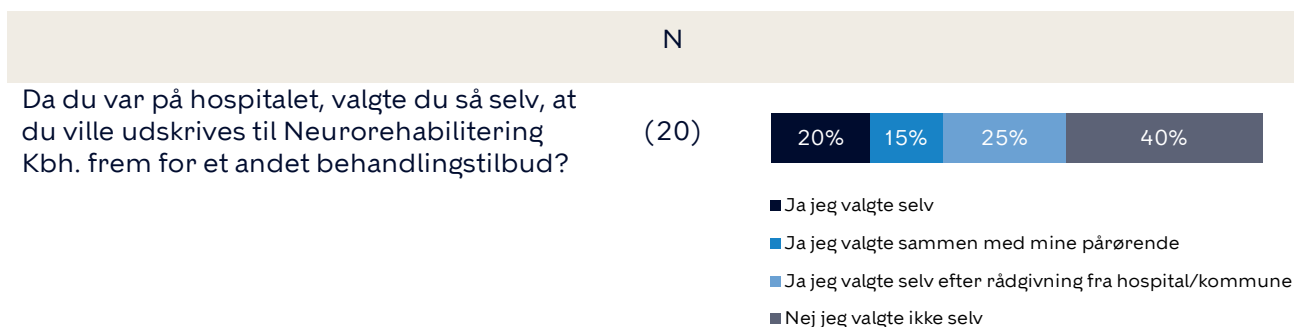 N
Da du var på hospitalet, valgte du så selv, at
du ville udskrives til Neurorehabilitering
Kbh. frem for et andet behandlingstilbud?
(20)
20% 15% 25% 40%
Ja jeg valgte selv
Ja jeg valgte sammen med mine pårørende
Ja jeg valgte selv efter rådgivning fra hospital/kommune
Nej jeg valgte ikke selv